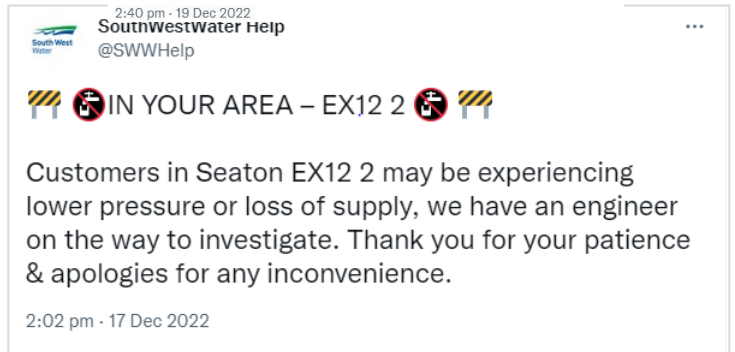 2:40 pm · 19 Dec 2022
SouthWestWater Help
South West
Water
@SWWHelp
🚧 🚱IN YOUR AREA – EX12 2 🚱 🚧
Customers in Seaton EX12 2 may be experiencing
lower pressure or loss of supply, we have an engineer
on the way to investigate. Thank you for your patience
& apologies for any inconvenience.
2:02 pm · 17 Dec 2022